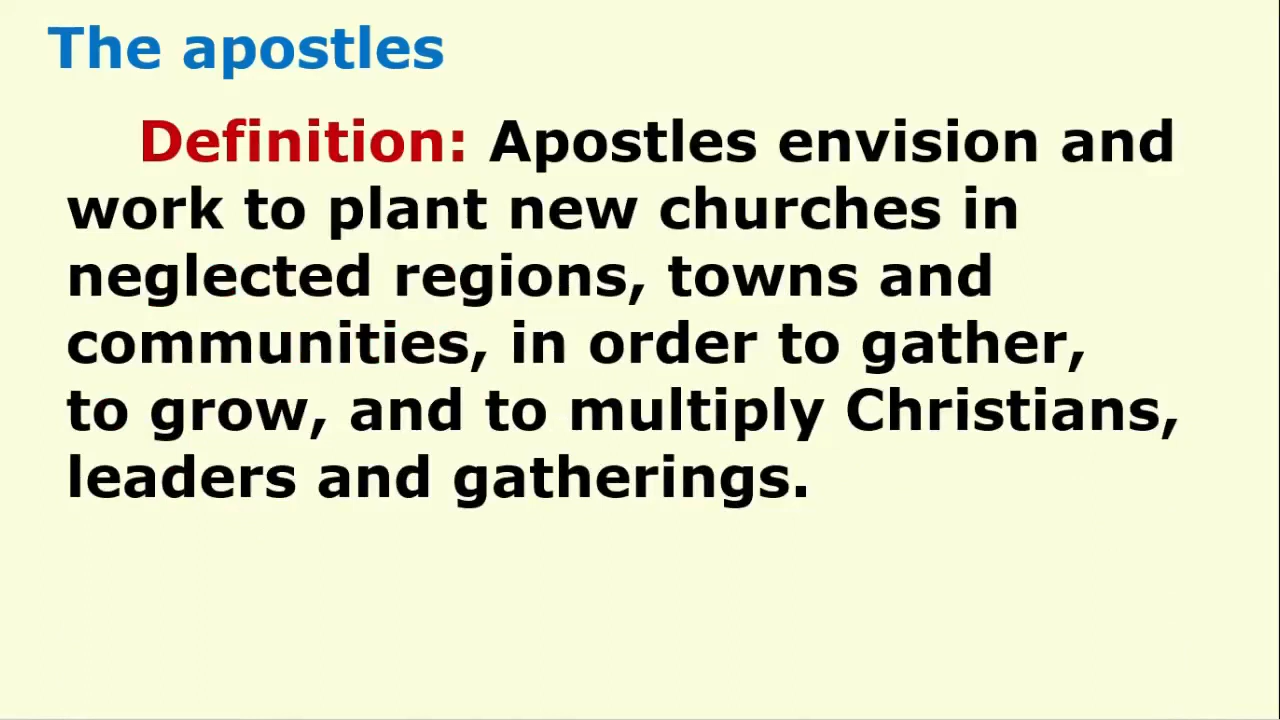 The apostles
Definition: Apostles envision and
work to plant new churches in
neglected regions, towns and
communities, in order to gather,
to grow, and to multiply Christians,
leaders and gatherings.